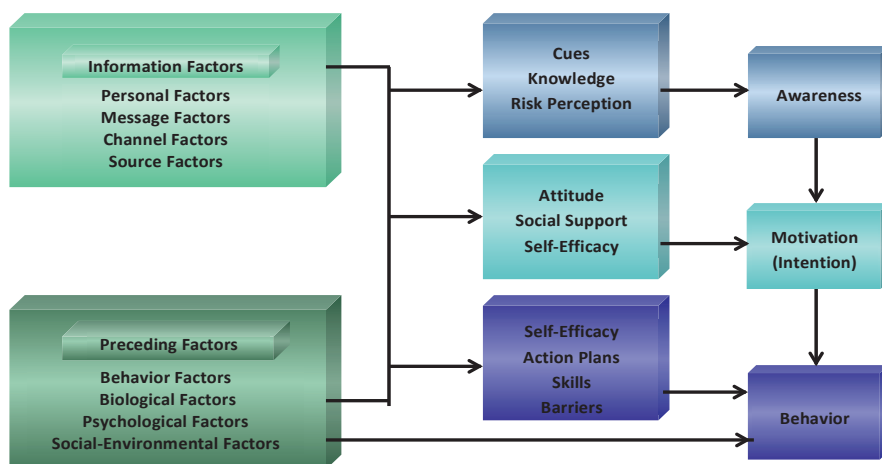 Information Factors
Personal Factors
Message Factors
Channel Factors
Source Factors
Cues
Knowledge
Risk Perception
Awareness
Attitude
Social Support
Self-Efficacy
Motivation
(Intention)
Preceding Factors
Behavior Factors
Biological Factors
Psychological Factors
Social-Environmental Factors
Self-Efficacy
Action Plans
Skills
Barriers
Behavior